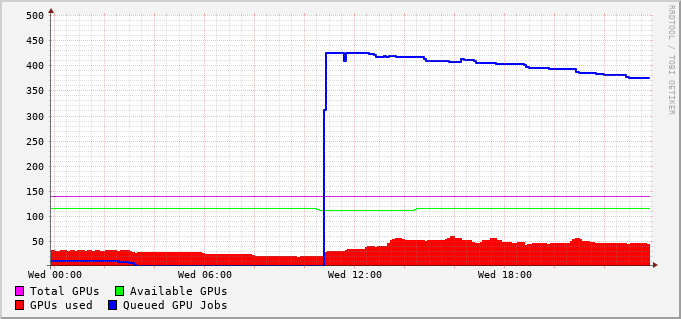 500
450
400
350
300
250
200
150
100
50
Wed 00:00 Wed 06:00 Wed 12:00 Wed 18:00
Total GPUs Available GPUs
GPUs used Queued GPU Jobs
RRDTOOL / TOBI OETIKER